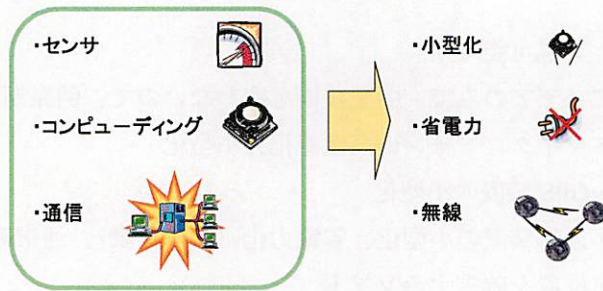 ・センサ
・コンピューディング
・通信
・小型化
・省電力
・無線